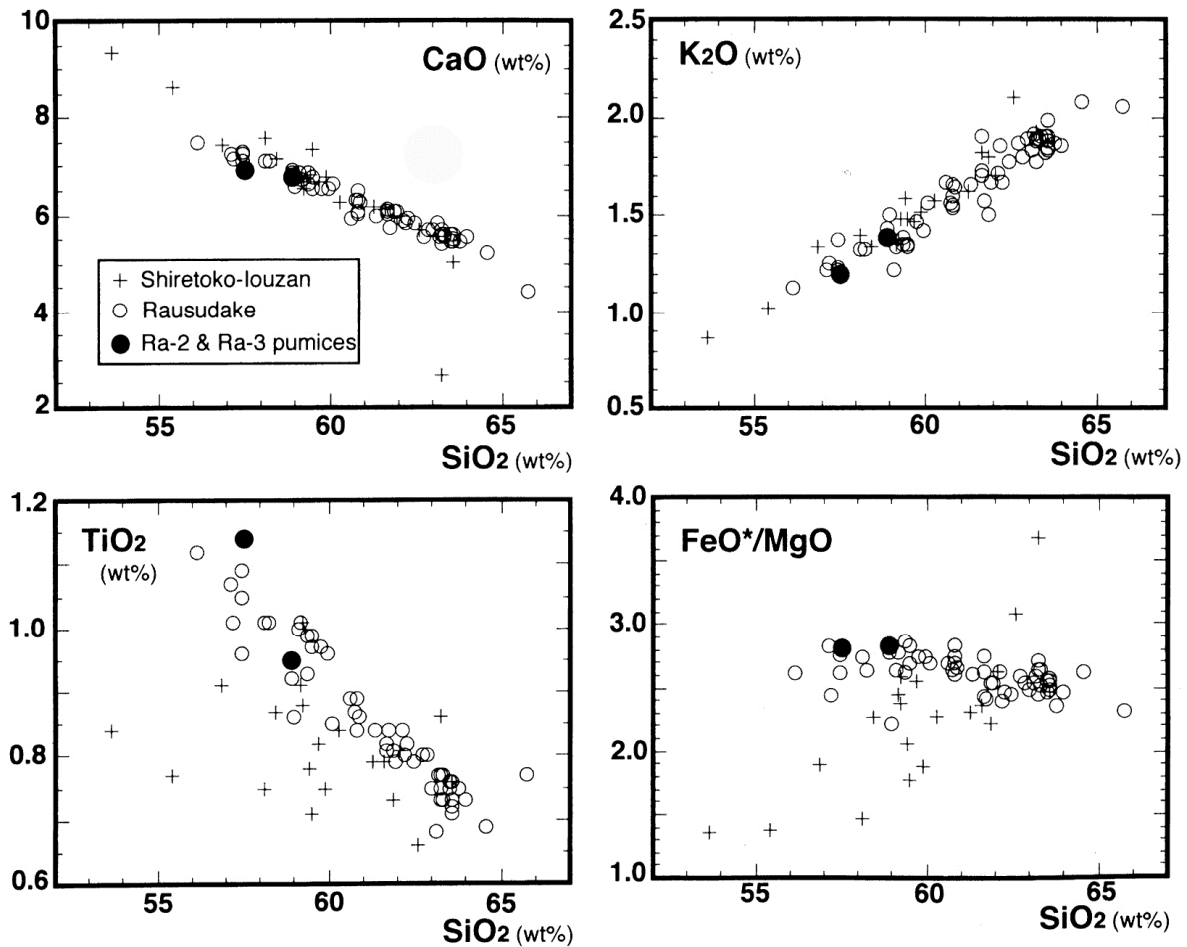 10
8
6
4
2
CaO (wt%)
+ Shiretoko-Iouzan
○ Rausudake
● Ra-2 & Ra-3 pumices
55 60 65
SiO2 (wt%)
2.5
2.0
1.5
1.0
0.5
K2O (wt%)
55 60 65
SiO2 (wt%)
1.2
1.0
0.8
0.6
TiO2
(wt%)
55 60 65
SiO2 (wt%)
4.0
3.0
2.0
1.0
FeO*/MgO
55 60 65
SiO2 (wt%)